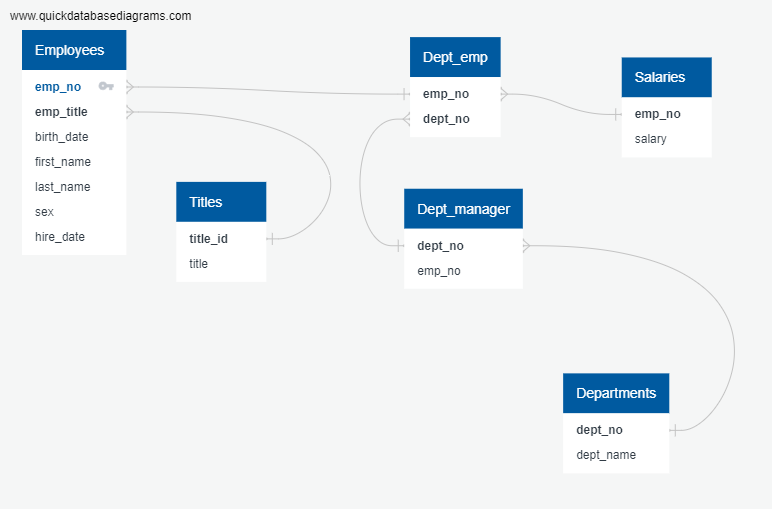 www.quickdatabasediagrams.com
Employees
emp_no
emp_title
birth_date
first_name
last_name
sex
hire_date
Titles
title_id
title
Dept_emp
emp_no
dept_no
Dept_manager
dept_no
emp_no
Salaries
emp_no
salary
Departments
dept_no
dept_name